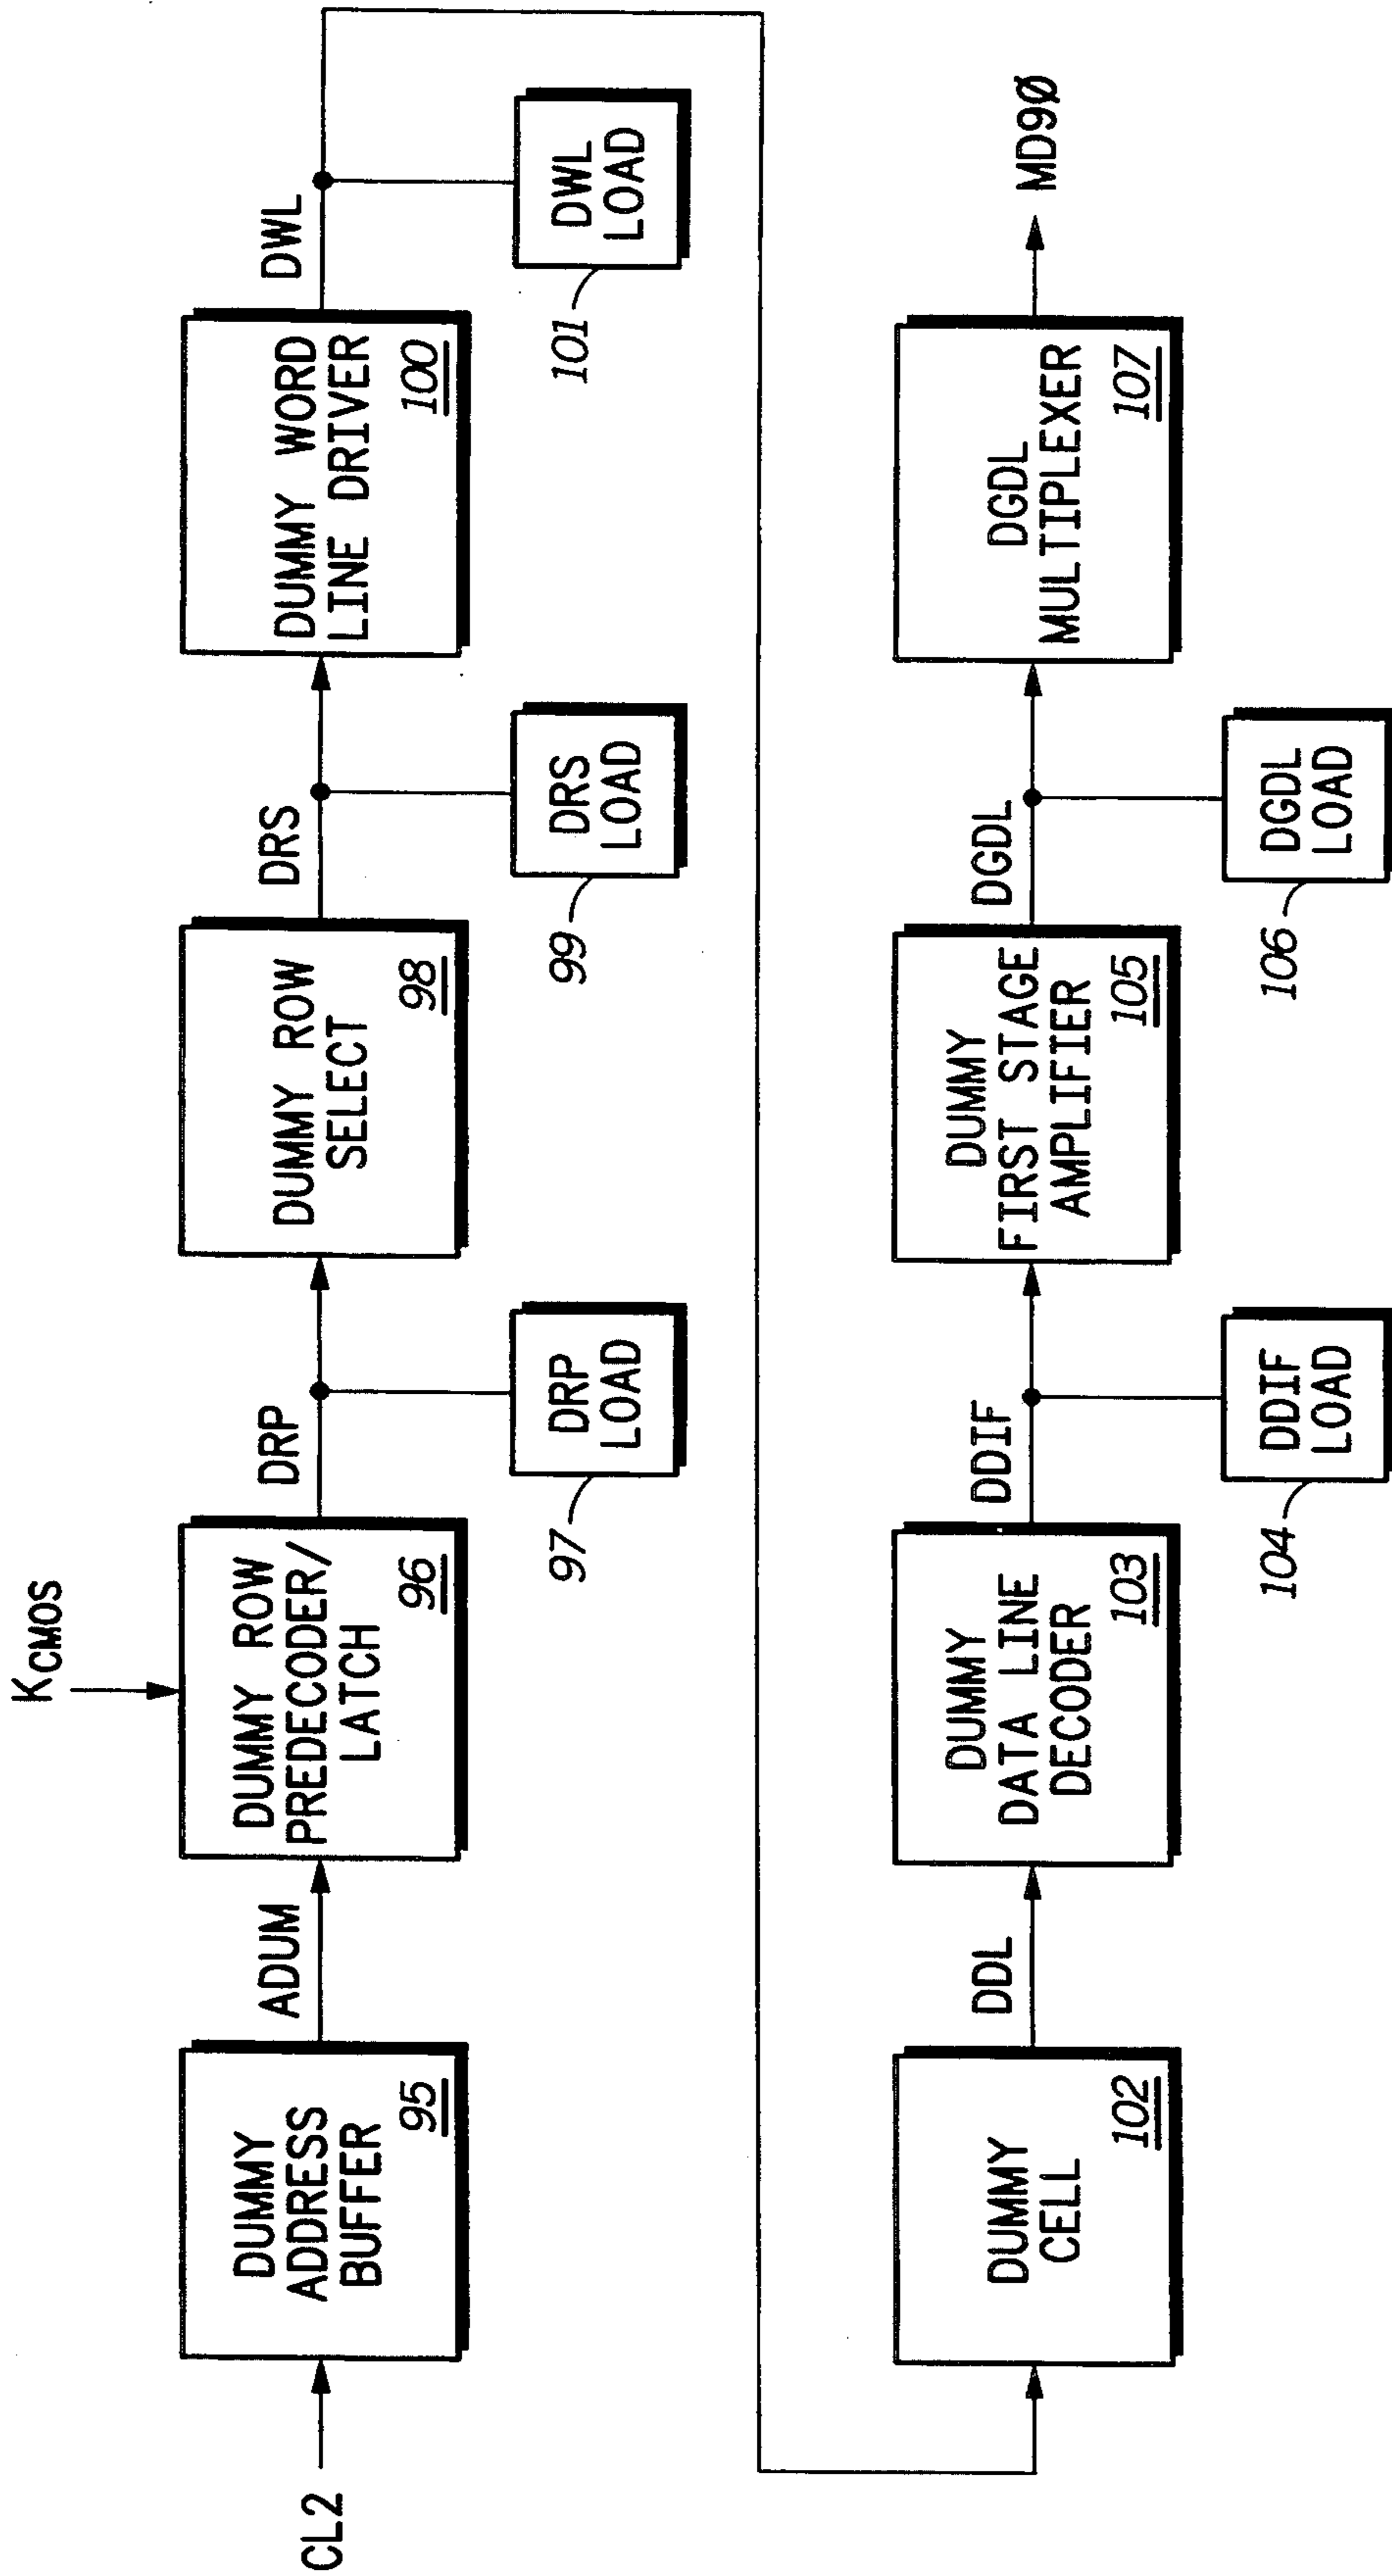 CL2
DUMMY
ADDRESS
BUFFER
95
ADUM
KCMOS
DUMMY ROW
PREDECODER/
LATCH
96
DRP
DRP
LOAD
97
DUMMY ROW
SELECT
98
DRS
DRS
LOAD
99
DUMMY WORD
LINE DRIVER
100
DWL
DWL
LOAD
101
DUMMY
CELL
102
DDL
DUMMY
DATA LINE
DECODER
103
DDIF
DDIF
LOAD
104
DUMMY
FIRST STAGE
AMPLIFIER
105
DGDL
DGDL
LOAD
106
DGDL
MULTIPLEXER
107
MD90